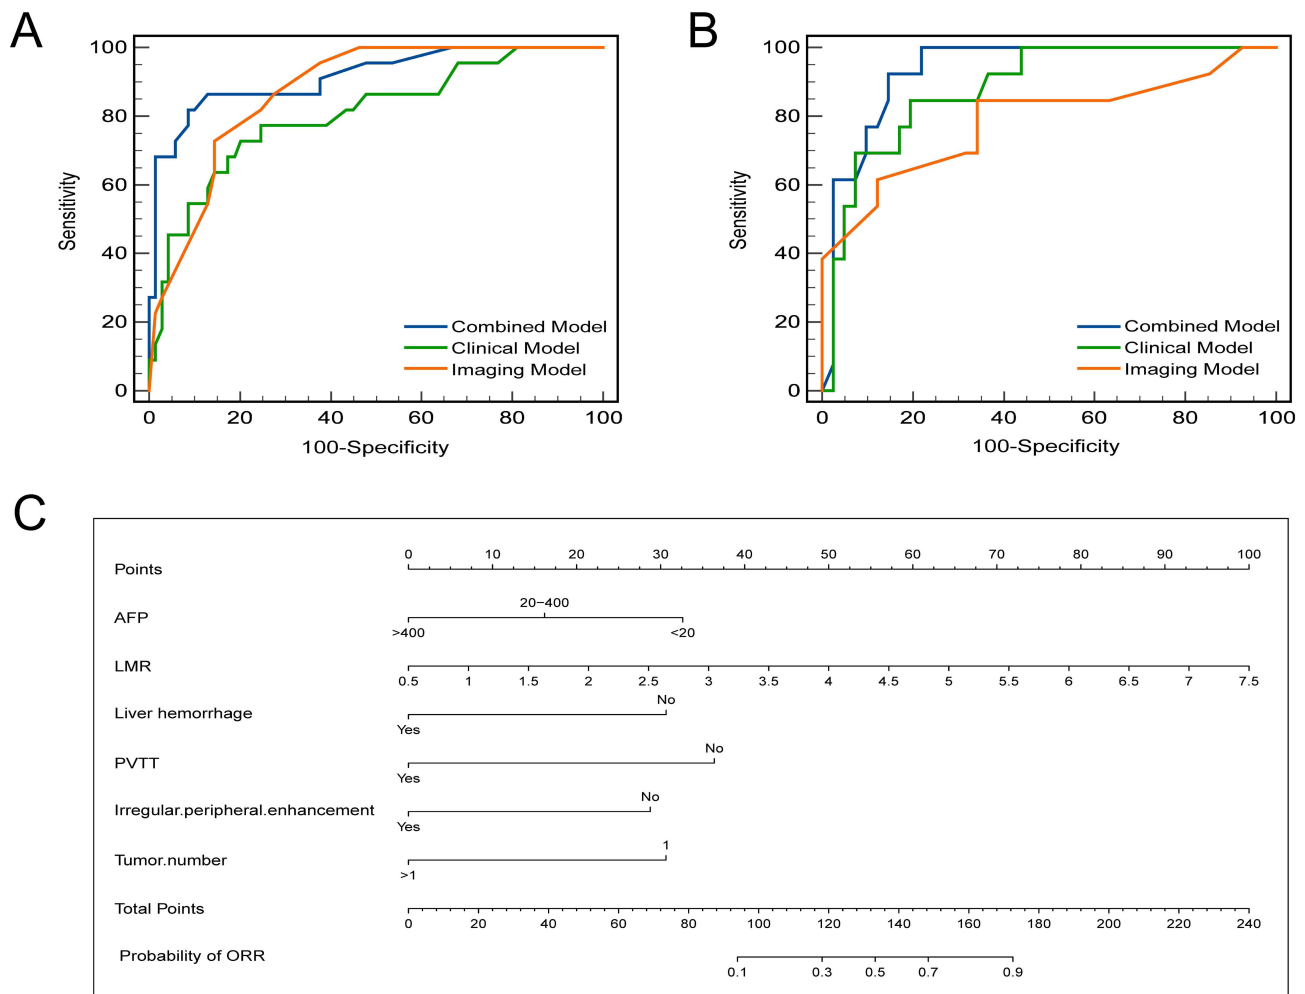 A
100
80
60
40
20
0
Sensitivity
Combined Model
Clinical Model
Imaging Model
0 20 40 60 80 100
100-Specificity
B
100
80
60
40
20
0
Sensitivity
Combined Model
Clinical Model
Imaging Model
0 20 40 60 80 100
100-Specificity
C
0 10 20 30 40 50 60 70 80 90 100
Points
20−400
AFP
>400 <20
LMR
0.5 1 1.5 2 2.5 3 3.5 4 4.5 5 5.5 6 6.5 7 7.5
No
Liver hemorrhage
Yes
No
PVTT
Yes
No
Irregular.peripheral.enhancement
Yes
1
Tumor.number
>1
Total Points
0 20 40 60 80 100 120 140 160 180 200 220 240
Probability of ORR
0.1 0.3 0.5 0.7 0.9